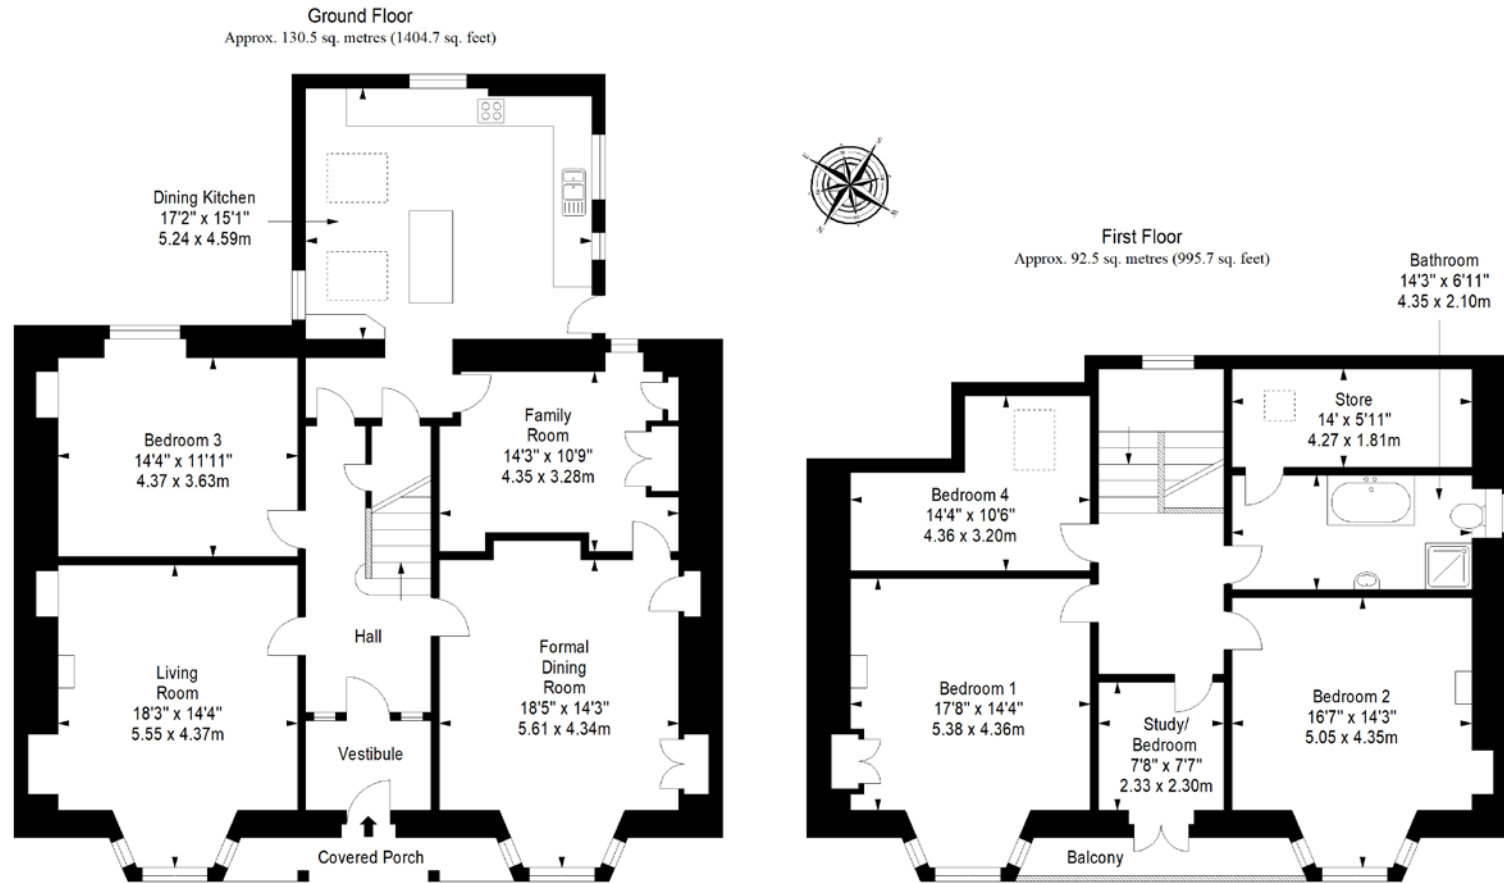 Ground Floor
Approx. 130.5 sq. metres (1404.7 sq. feet)
Dining Kitchen
17'2" x 15'1"
5.24 x 4.59m
Bedroom 3
14'4" x 11'11"
4.37 x 3.63m
Family
Room
14'3" x 10'9"
4.35 x 3.28m
Living
Room
18'3" x 14'4"
5.55 x 4.37m
Hall
Formal
Dining
Room
18'5" x 14'3"
5.61 x 4.34m
Vestibule
Covered Porch
S
E
W
N
First Floor
Approx. 92.5 sq. metres (995.7 sq. feet)
Bathroom
14'3" x 6'11"
4.35 x 2.10m
Store
14' x 5'11"
4.27 x 1.81m
Bedroom 4
14'4" x 10'6"
4.36 x 3.20m
Bedroom 1
17'8" x 14'4"
5.38 x 4.36m
Study/
Bedroom
7'8" x 7'7"
2.33 x 2.30m
Bedroom 2
16'7" x 14'3"
5.05 x 4.35m
Balcony